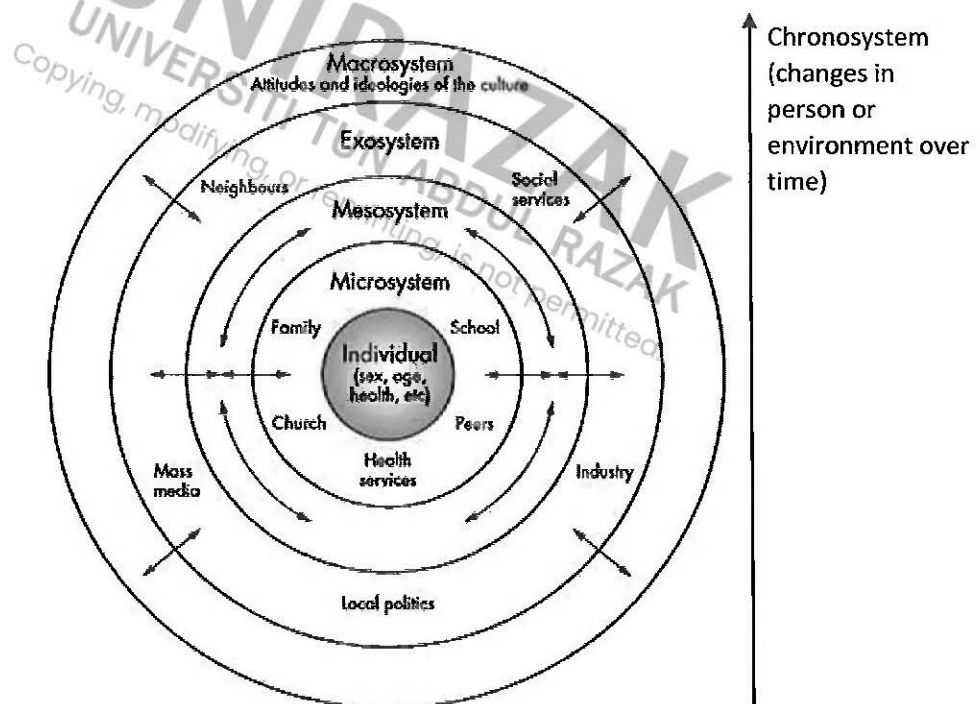 UNIRAZAK
UNIVERSITI TUN ABDUL RAZAK
Copying, modifying, or reprinting, is not permitted.
Macrosystem
Attitudes and ideologies of the culture
Exosystem
Neighbours
Social
services
Mesosystem
Microsystem
Family
School
Individual
(sex, age,
health, etc)
Church
Peers
Health
services
Mass
media
Industry
Local politics
Chronosystem
(changes in
person or
environment over
time)